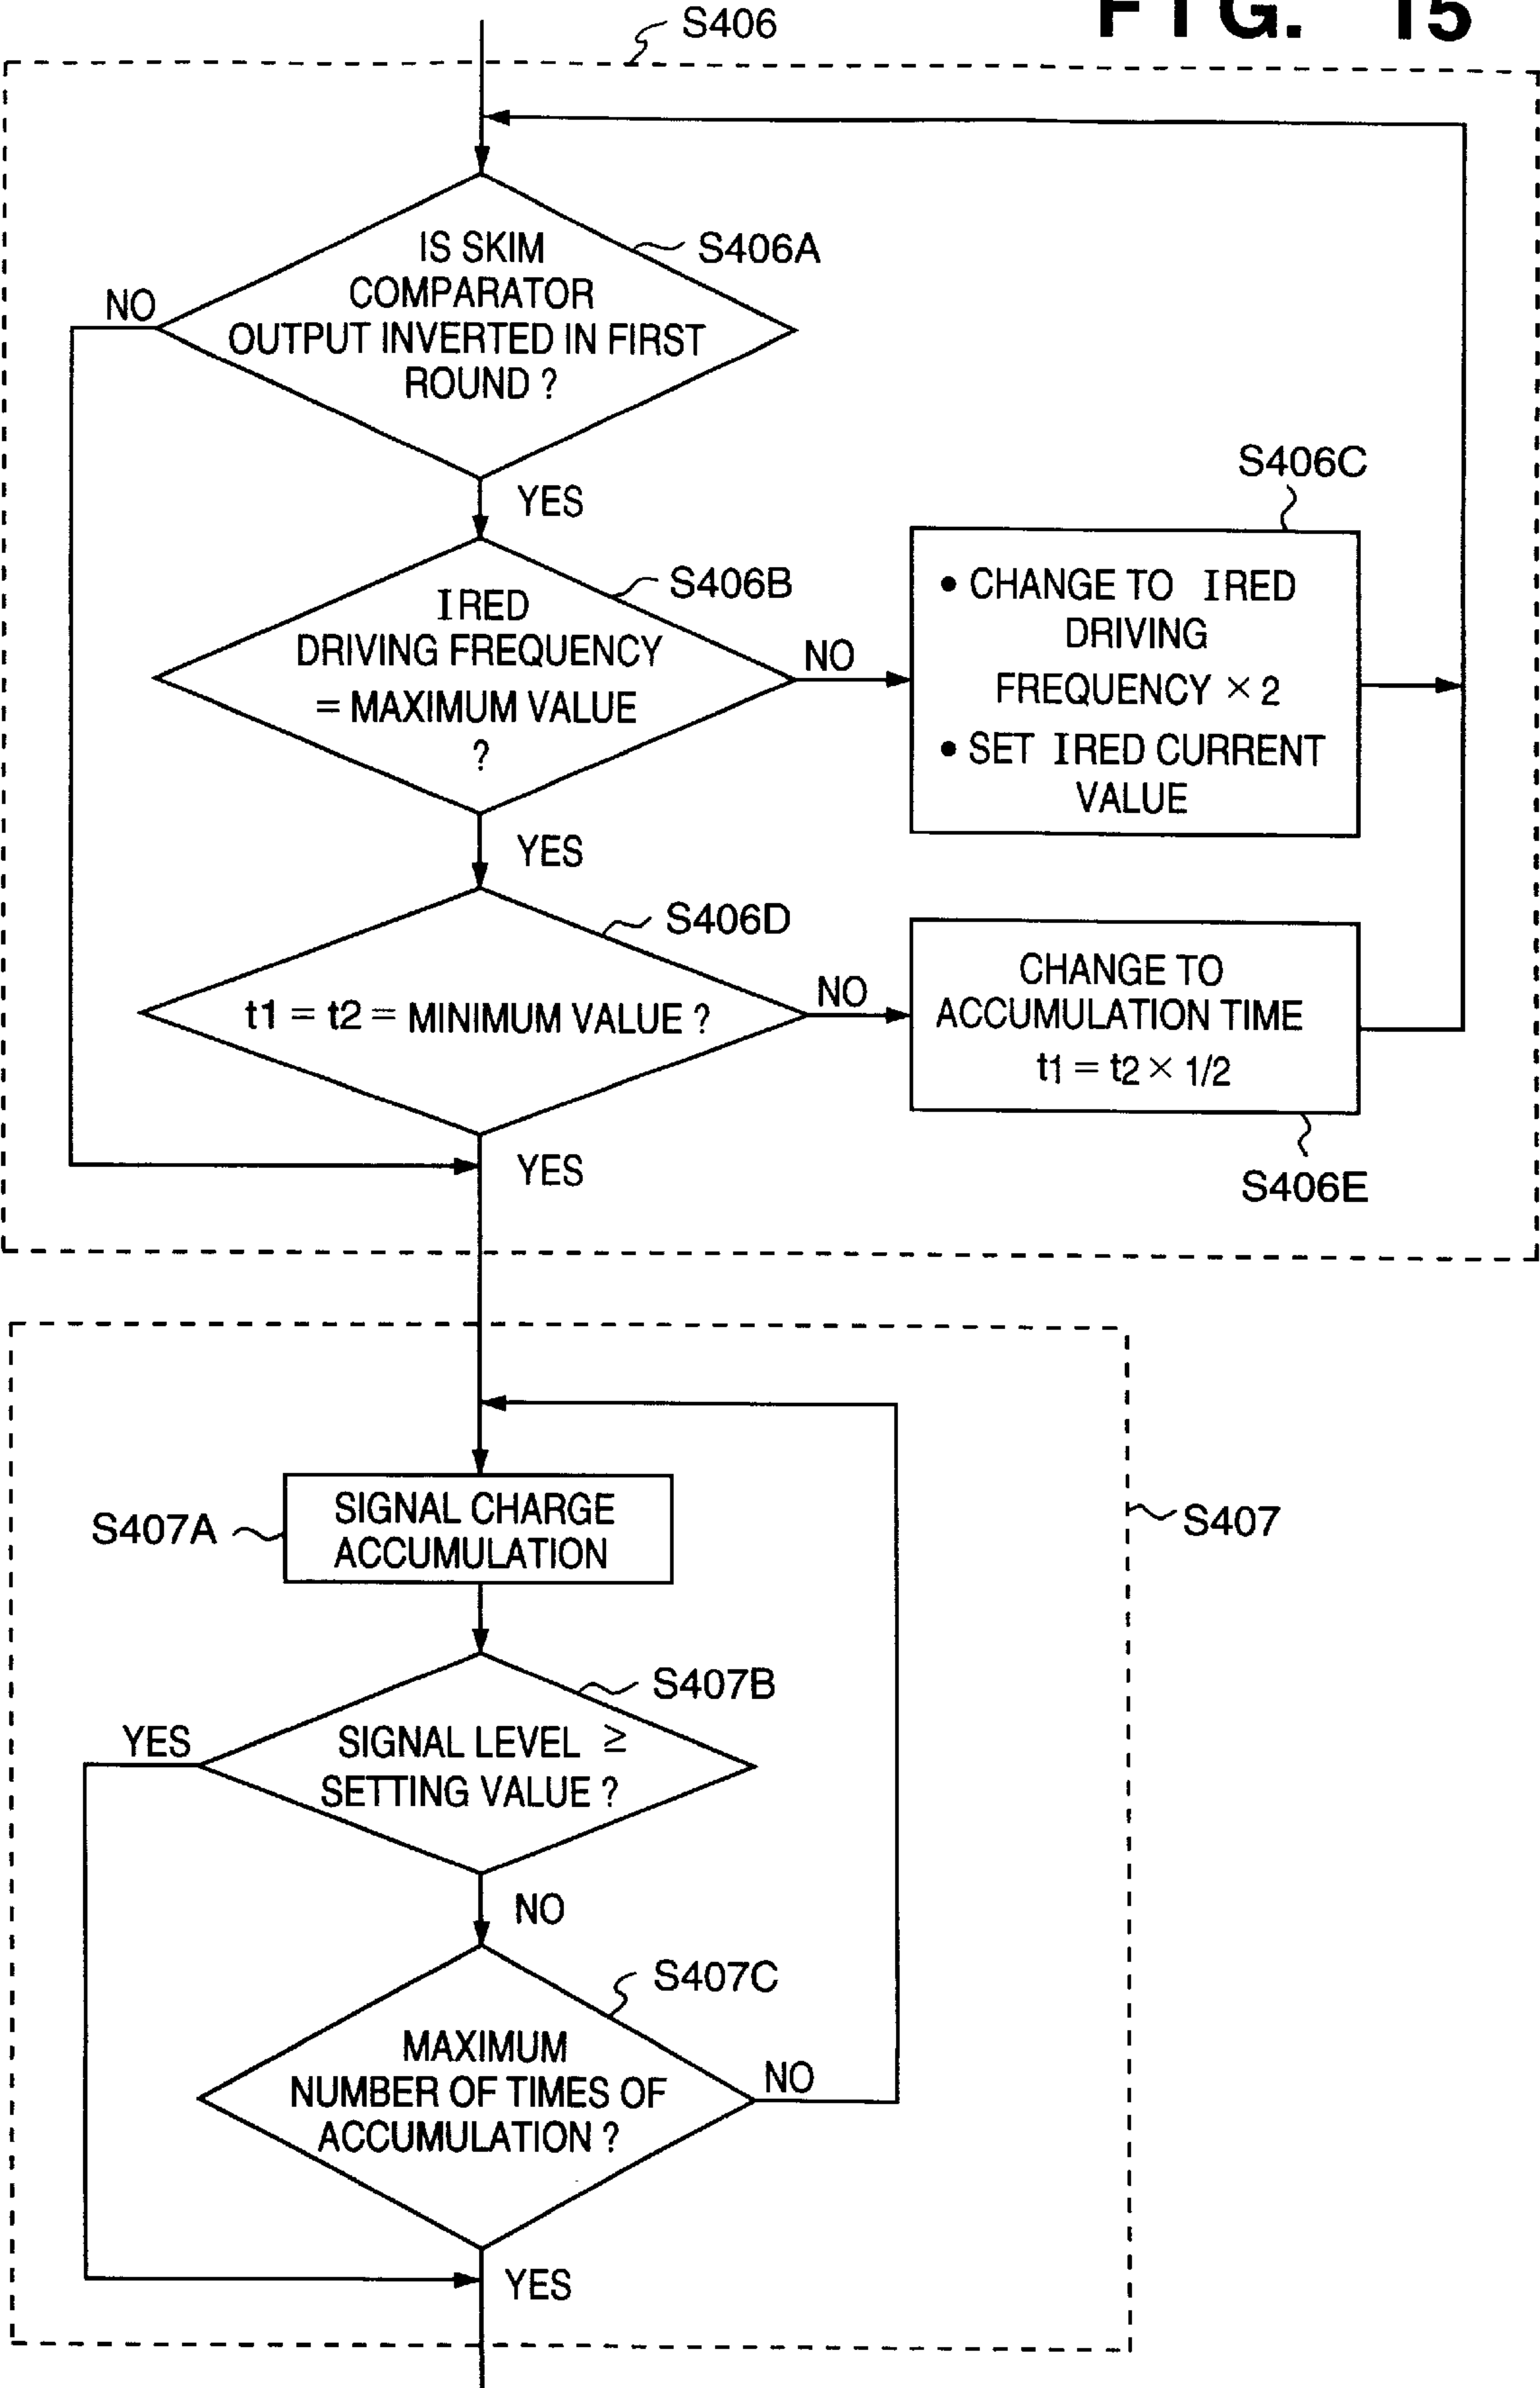 FIG. 15
S406
IS SKIM
COMPARATOR
OUTPUT INVERTED IN FIRST
ROUND ?
S406A
NO
YES
S406C
IRED
DRIVING FREQUENCY
= MAXIMUM VALUE
?
S406B
NO
• CHANGE TO IRED
DRIVING
FREQUENCY × 2
• SET IRED CURRENT
VALUE
YES
S406D
t1 = t2 = MINIMUM VALUE ?
NO
CHANGE TO
ACCUMULATION TIME
t1 = t2 × 1/2
YES
S406E
S407A
SIGNAL CHARGE
ACCUMULATION
S407
S407B
YES
SIGNAL LEVEL ≥
SETTING VALUE ?
NO
S407C
MAXIMUM
NUMBER OF TIMES OF
ACCUMULATION ?
NO
YES